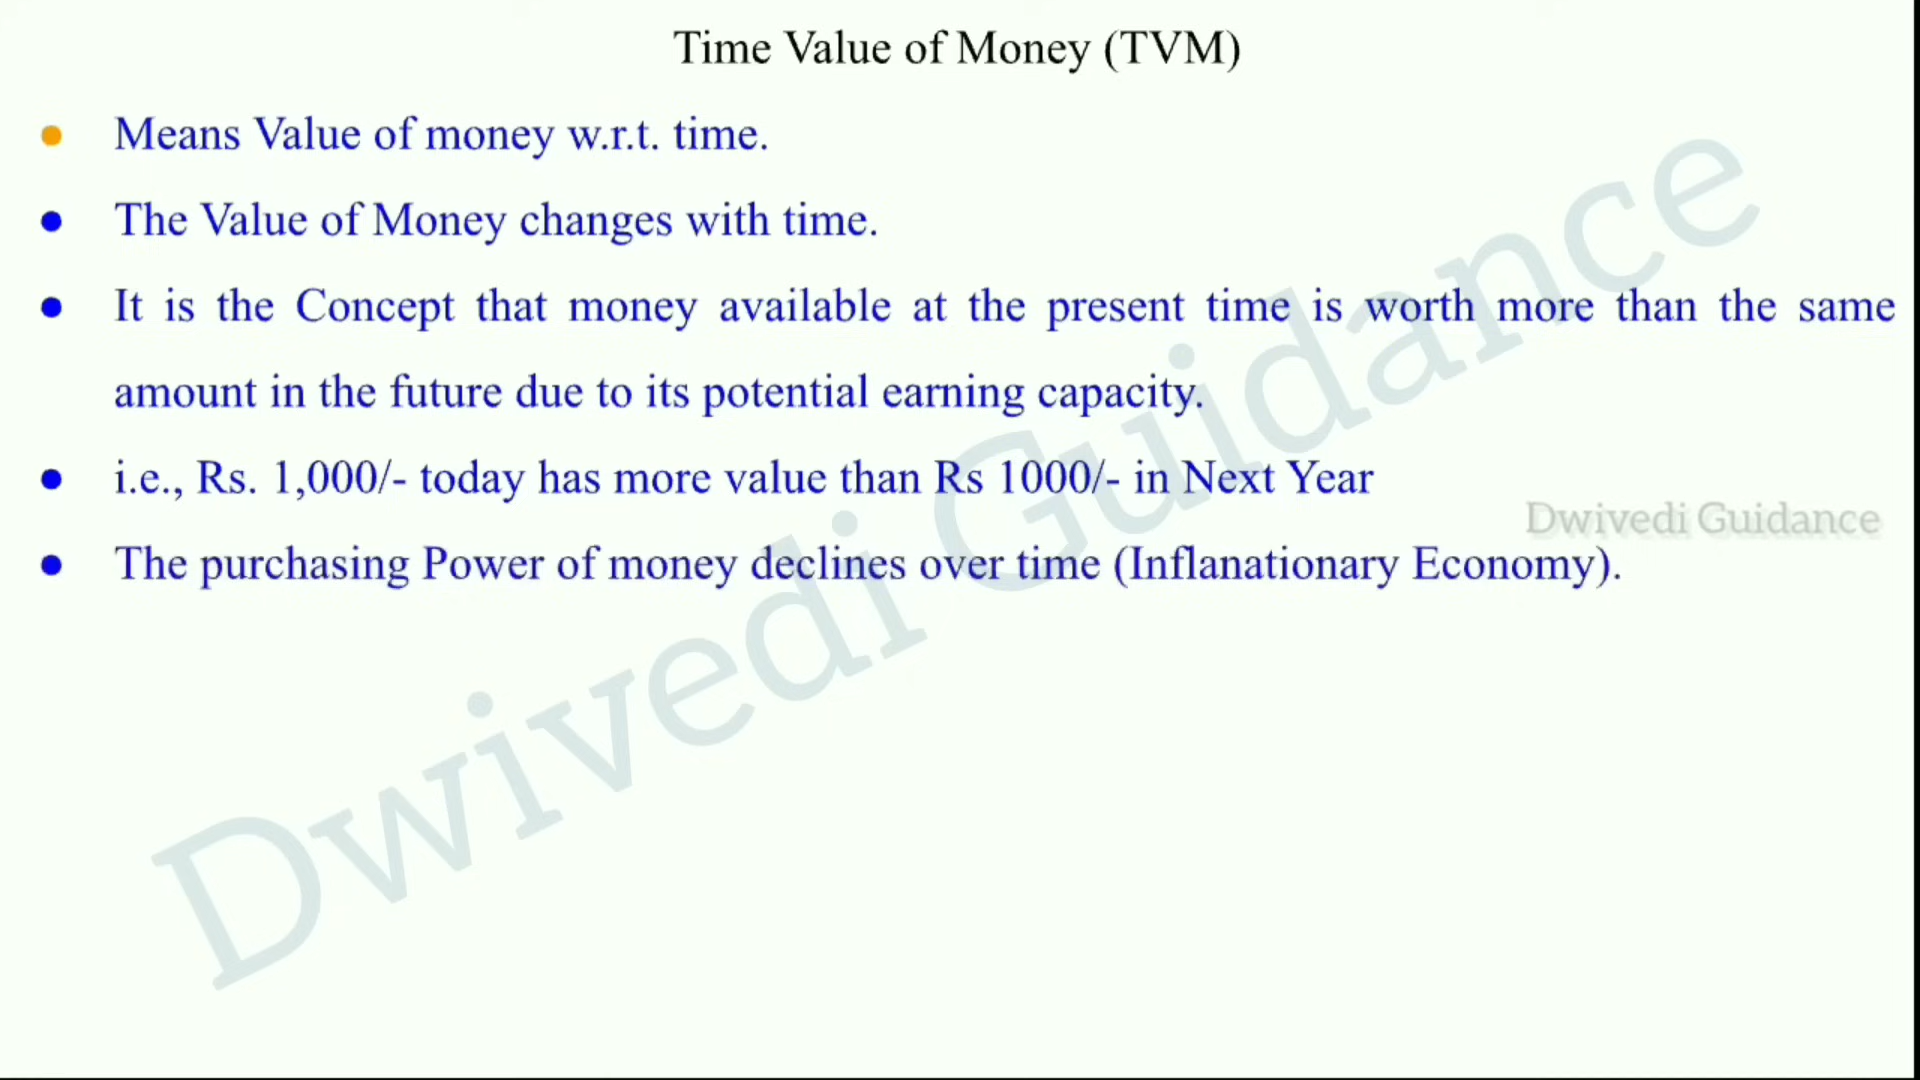 Time Value of Money (TVM)
• Means Value of money w.r.t. time.
• The Value of Money changes with time.
• It is the Concept that money available at the present time is worth more than the same
amount in the future due to its potential earning capacity.
• i.e., Rs. 1,000/- today has more value than Rs 1000/- in Next Year
Dwivedi Guidance
• The purchasing Power of money declines over time (Inflanationary Economy).
Dwivedi Guidance